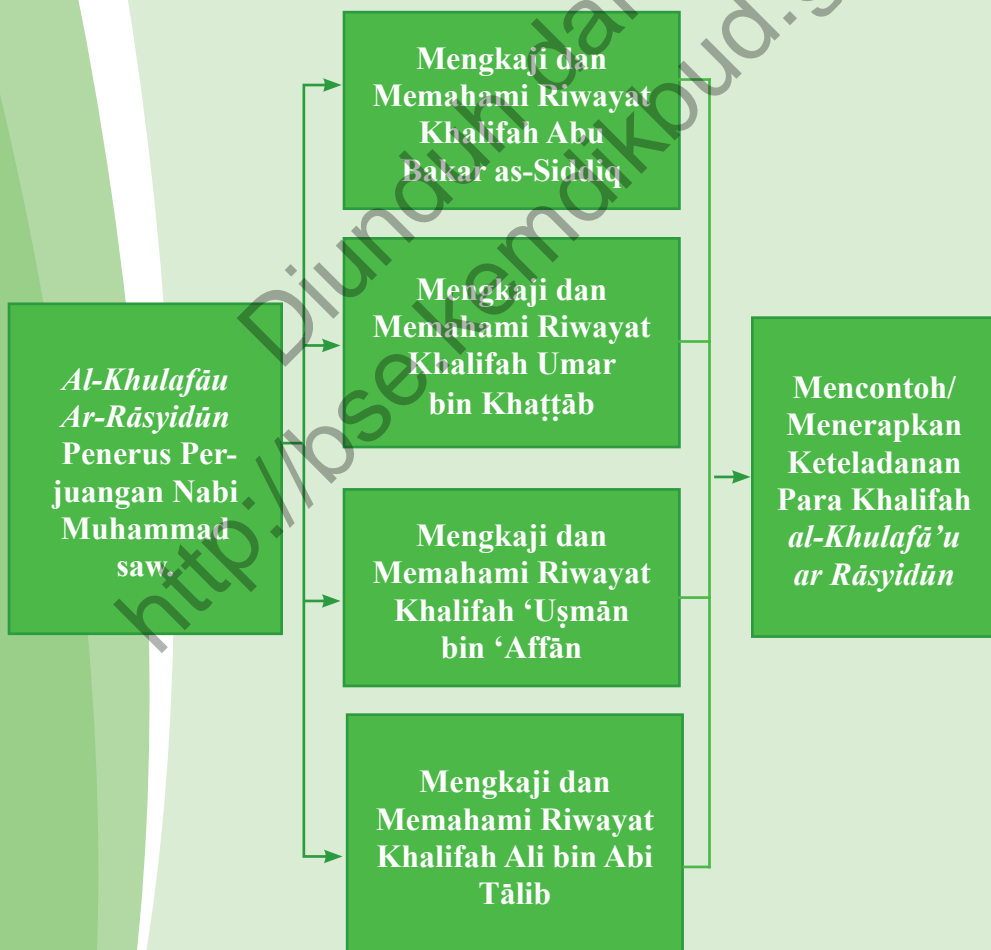 Al-Khulafāu
Ar-Rāsyidūn
Penerus Per-
juangan Nabi
Muhammad
saw.
Mengkaji dan
Memahami Riwayat
Khalifah Abu
Bakar as-Siddiq
Mengkaji dan
Memahami Riwayat
Khalifah Umar
bin Khaṭṭāb
Mengkaji dan
Memahami Riwayat
Khalifah ‘Uṣmān
bin ‘Affān
Mengkaji dan
Memahami Riwayat
Khalifah Ali bin Abi
Tālib
Mencontoh/
Menerapkan
Keteladanan
Para Khalifah
al-Khulafā’u
ar Rāsyidūn
Diunduh dari
http://bse.kemdikbud.g